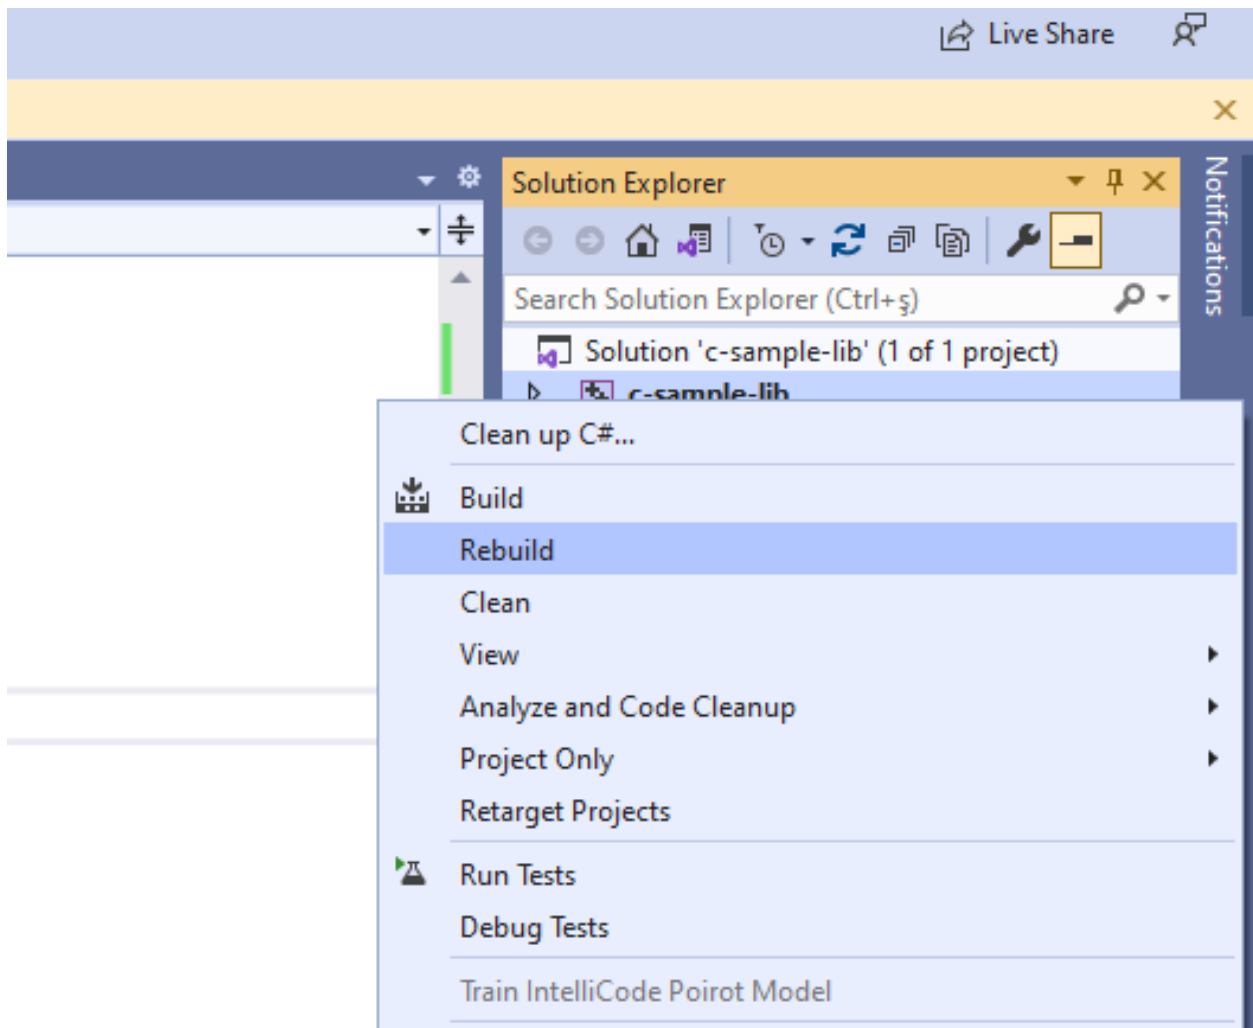 Live Share
Solution Explorer
Notifications
Search Solution Explorer (Ctrl+ş)
Solution 'c-sample-lib' (1 of 1 project)
c-sample-lib
Clean up C#...
Build
Rebuild
Clean
View
Analyze and Code Cleanup
Project Only
Retarget Projects
Run Tests
Debug Tests
Train IntelliCode Poirot Model